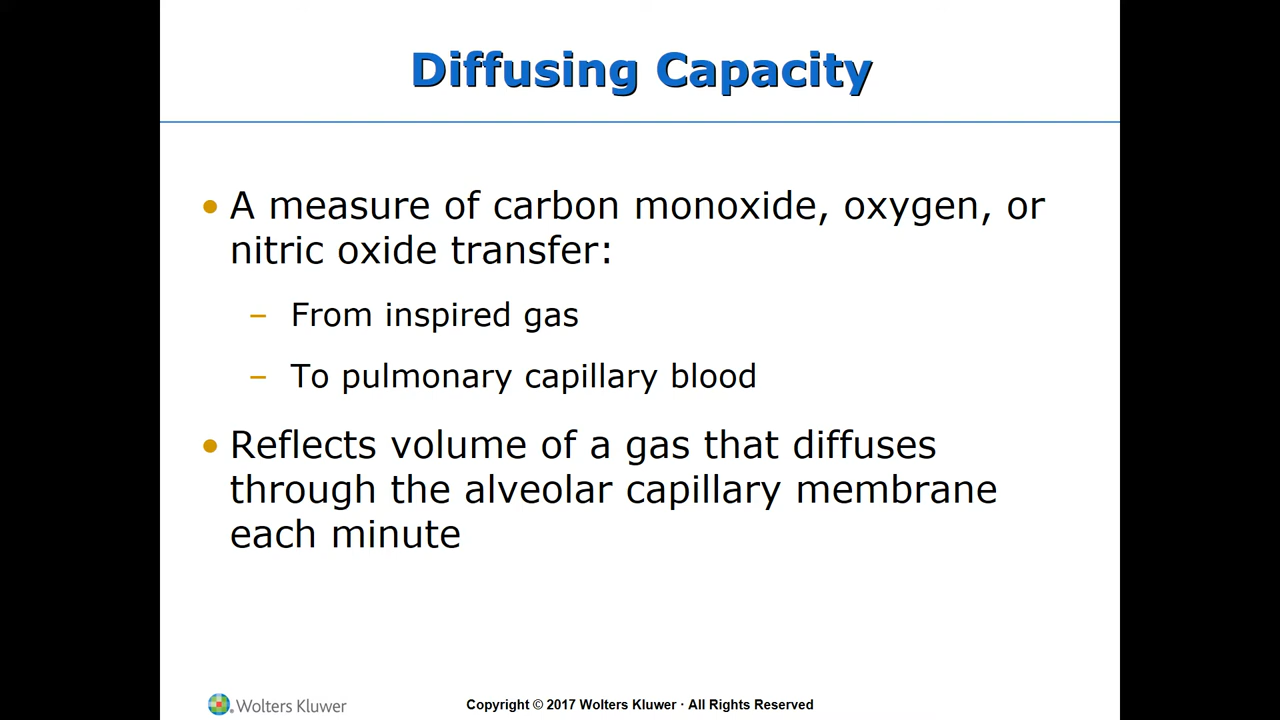 Diffusing Capacity
• A measure of carbon monoxide, oxygen, or
nitric oxide transfer:
– From inspired gas
– To pulmonary capillary blood
• Reflects volume of a gas that diffuses
through the alveolar capillary membrane
each minute
Wolters Kluwer
Copyright © 2017 Wolters Kluwer · All Rights Reserved